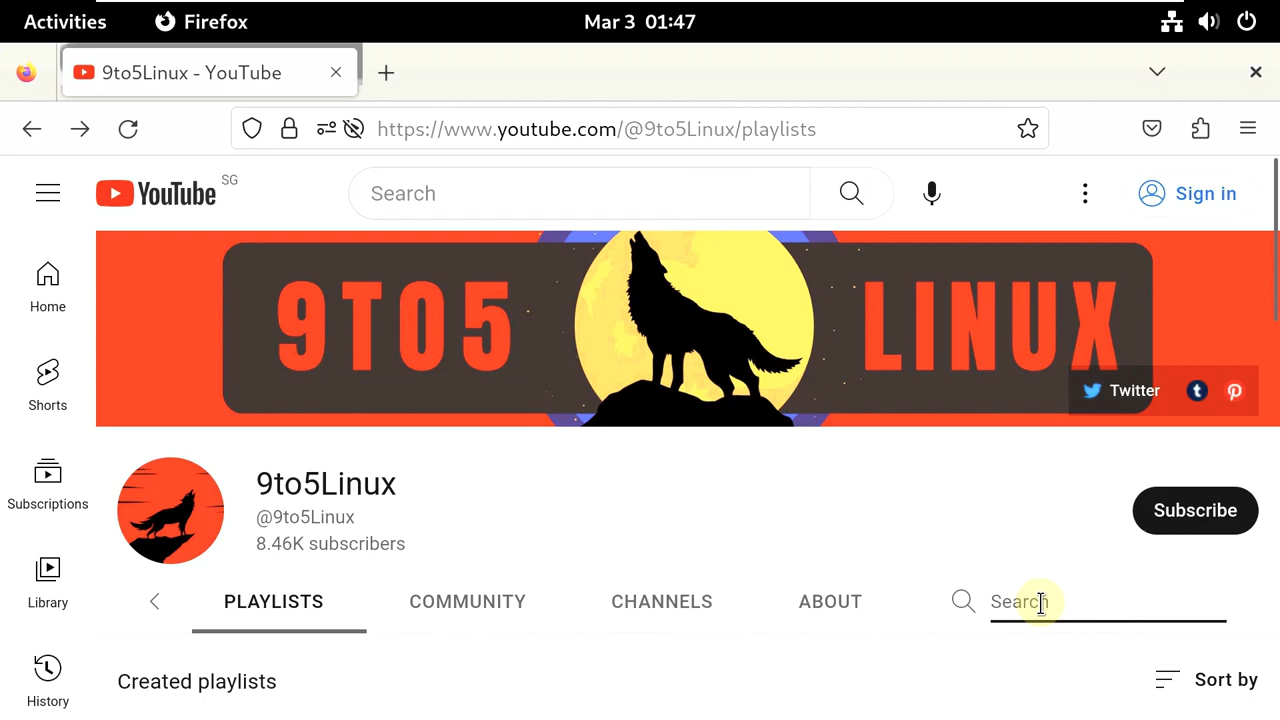 Activities Firefox Mar 3 01:47
9to5Linux - YouTube
https://www.youtube.com/@9to5Linux/playlists
YouTube SG Search Sign in
9TO5 LINUX
Twitter
Home
Shorts
Subscriptions
Library
History
9to5Linux
@9to5Linux
8.46K subscribers
Subscribe
PLAYLISTS COMMUNITY CHANNELS ABOUT Search
Created playlists Sort by